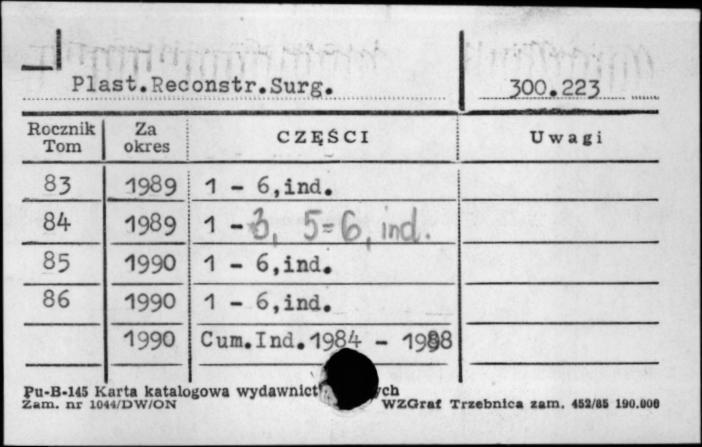 Plast.Reconstr.Surg. 300.223
Rocznik Tom Za okres CZĘŚCI Uwagi
83 1989 1 - 6,ind.
84 1989 1 - 3, 5=6, ind.
85 1990 1 - 6,ind.
86 1990 1 - 6,ind.
1990 Cum.Ind.1984 - 1988
Pu-B-145 Karta katalogowa
Zam. nr 1044/DW/ON WZGraf Trzebnica zam. 452/85 190.000